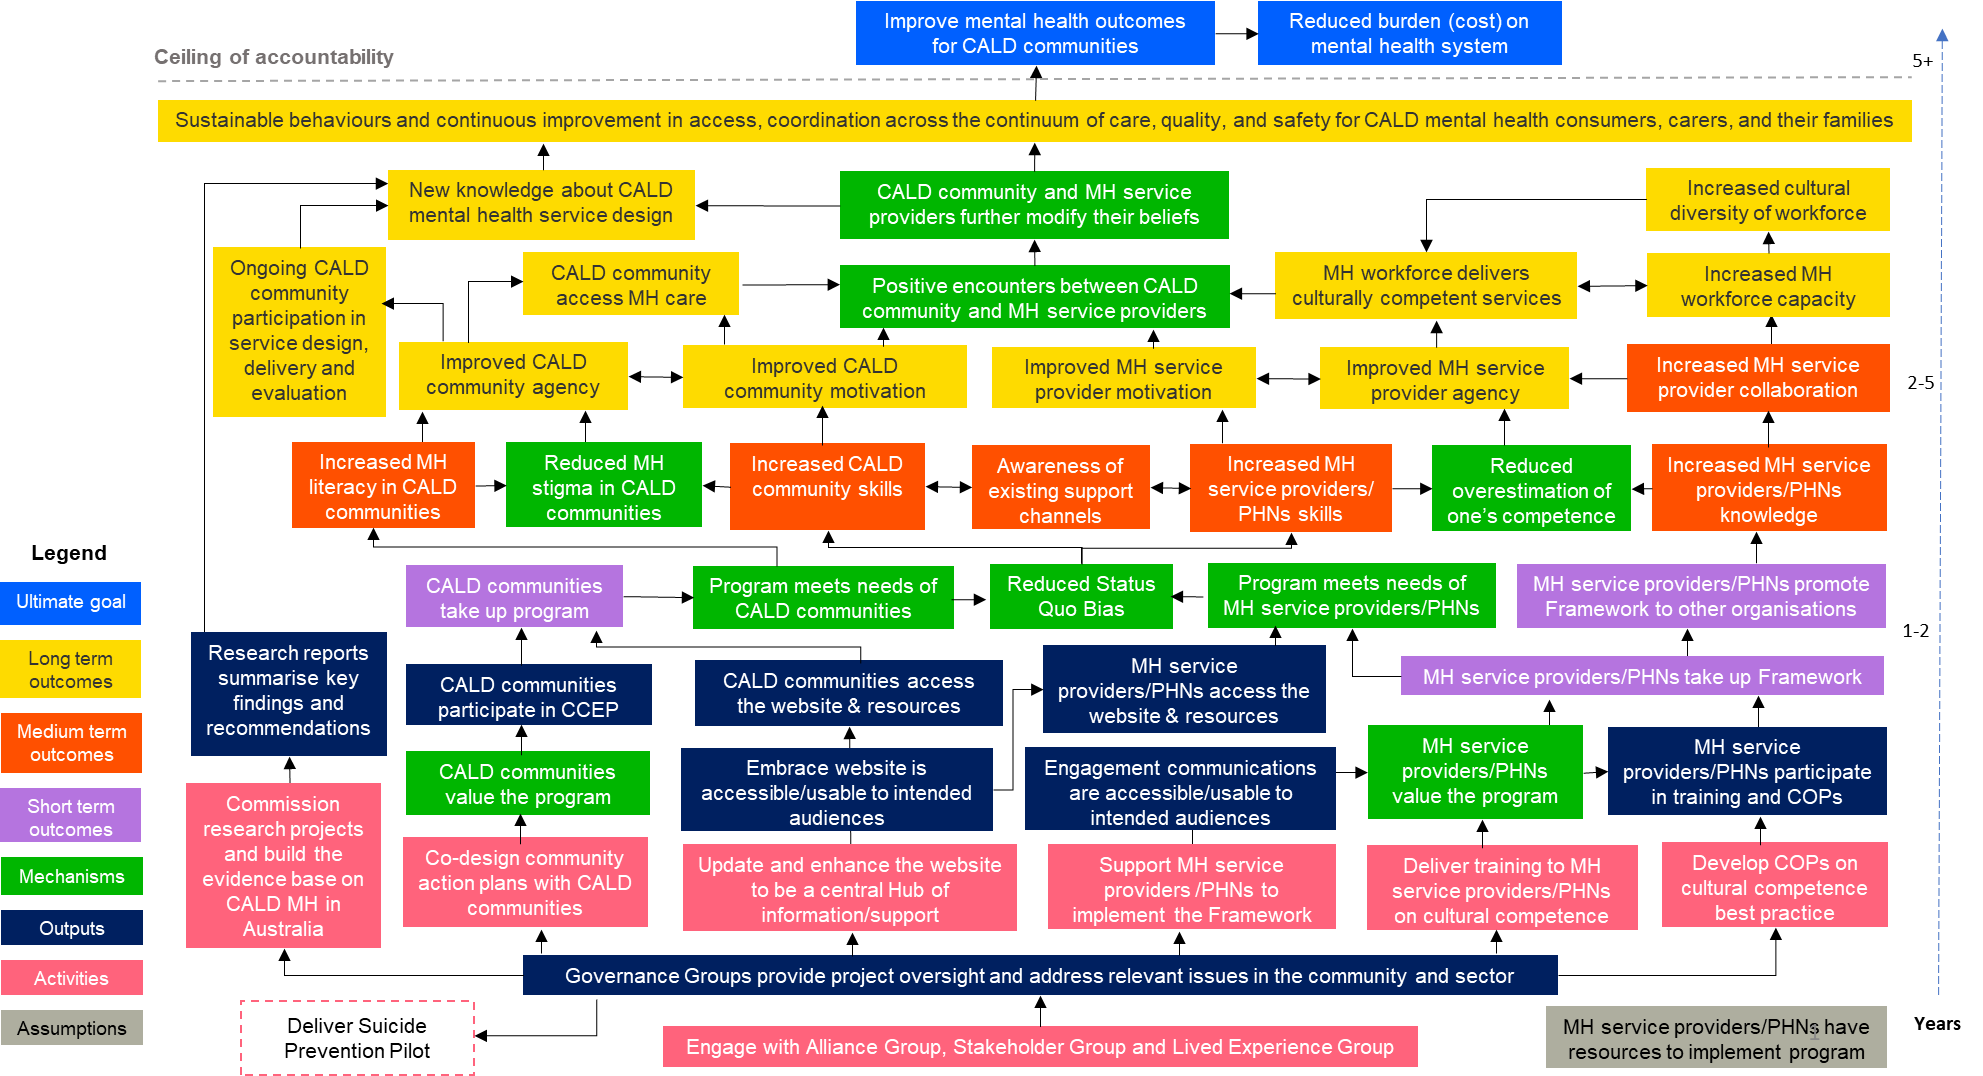 Improve mental health outcomes
for CALD communities
Reduced burden (cost) on
mental health system
Ceiling of accountability
5+
Sustainable behaviours and continuous improvement in access, coordination across the continuum of care, quality, and safety for CALD mental health consumers, carers, and their families
New knowledge about CALD
mental health service design
CALD community and MH service
providers further modify their beliefs
Increased cultural
diversity of workforce
Ongoing CALD
community
participation in
service design,
delivery and
evaluation
CALD community
access MH care
Positive encounters between CALD
community and MH service providers
MH workforce delivers
culturally competent services
Increased MH
workforce capacity
Improved CALD
community agency
Improved CALD
community motivation
Improved MH service
provider motivation
Improved MH service
provider agency
Increased MH service
provider collaboration
2-5
Increased MH
literacy in CALD
communities
Reduced MH
stigma in CALD
communities
Increased CALD
community skills
Awareness of
existing support
channels
Increased MH
service providers/
PHNs skills
Reduced
overestimation of
one's competence
Increased MH service
providers/PHNs
knowledge
CALD communities
take up program
Program meets needs of
CALD communities
Reduced Status
Quo Bias
Program meets needs of
MH service providers/PHNs
MH service providers/PHNs promote
Framework to other organisations
1-2
Research reports
summarise key
findings and
recommendations
CALD communities
participate in CCEP
CALD communities access
the website & resources
MH service
providers/PHNs access the
website & resources
MH service providers/PHNs take up Framework
CALD communities
value the program
Embrace website is
accessible/usable to intended
audiences
Engagement communications
are accessible/usable to
intended audiences
MH service
providers/PHNs
value the program
MH service
providers/PHNs participate
in training and COPs
Commission
research projects
and build the
evidence base on
CALD MH in
Australia
Co-design community
action plans with CALD
communities
Update and enhance the website
to be a central Hub of
information/support
Support MH service
providers /PHNs to
implement the Framework
Deliver training to MH
service providers/PHNs
on cultural competence
Develop COPs on
cultural competence
best practice
Governance Groups provide project oversight and address relevant issues in the community and sector
Deliver Suicide
Prevention Pilot
Engage with Alliance Group, Stakeholder Group and Lived Experience Group
MH service providers/PHNs have
resources to implement program
1
Years
Legend
Ultimate goal
Long term
outcomes
Medium term
outcomes
Short term
outcomes
Mechanisms
Outputs
Activities
Assumptions